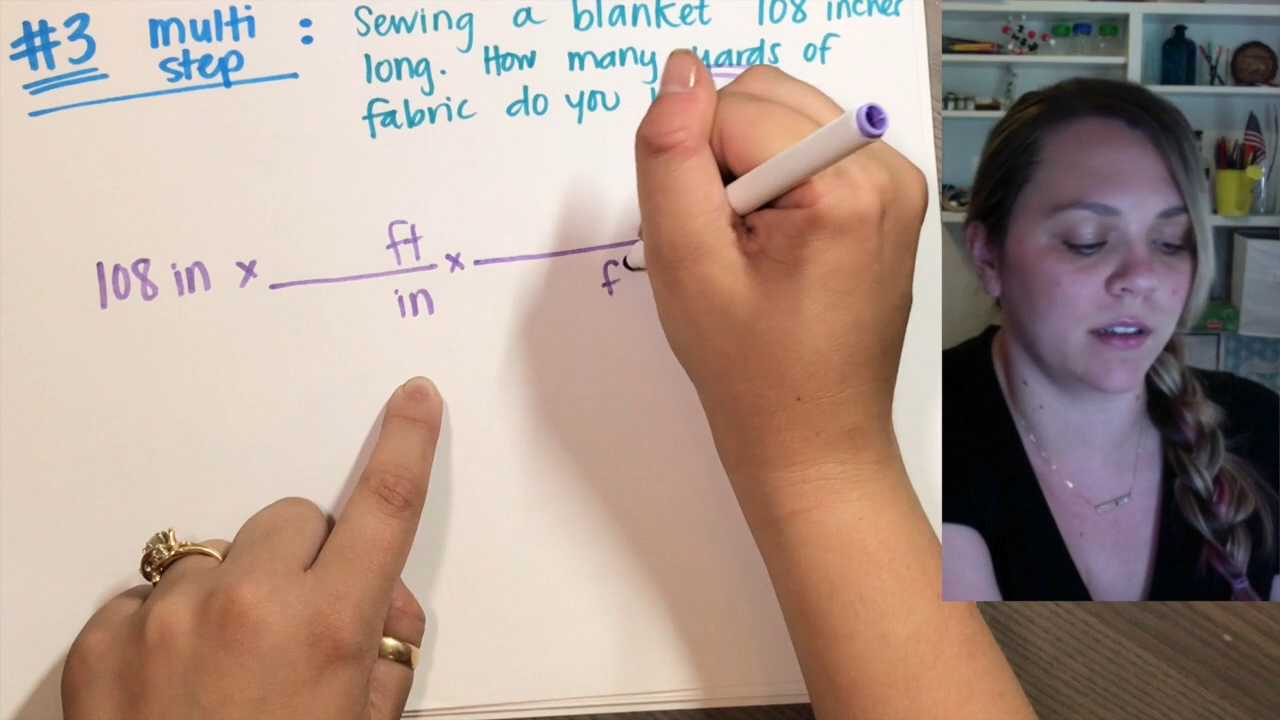 #3 multi step : Sewing a blanket 108 inches
long. How many yards of
fabric do you
108 in x ft x
in f